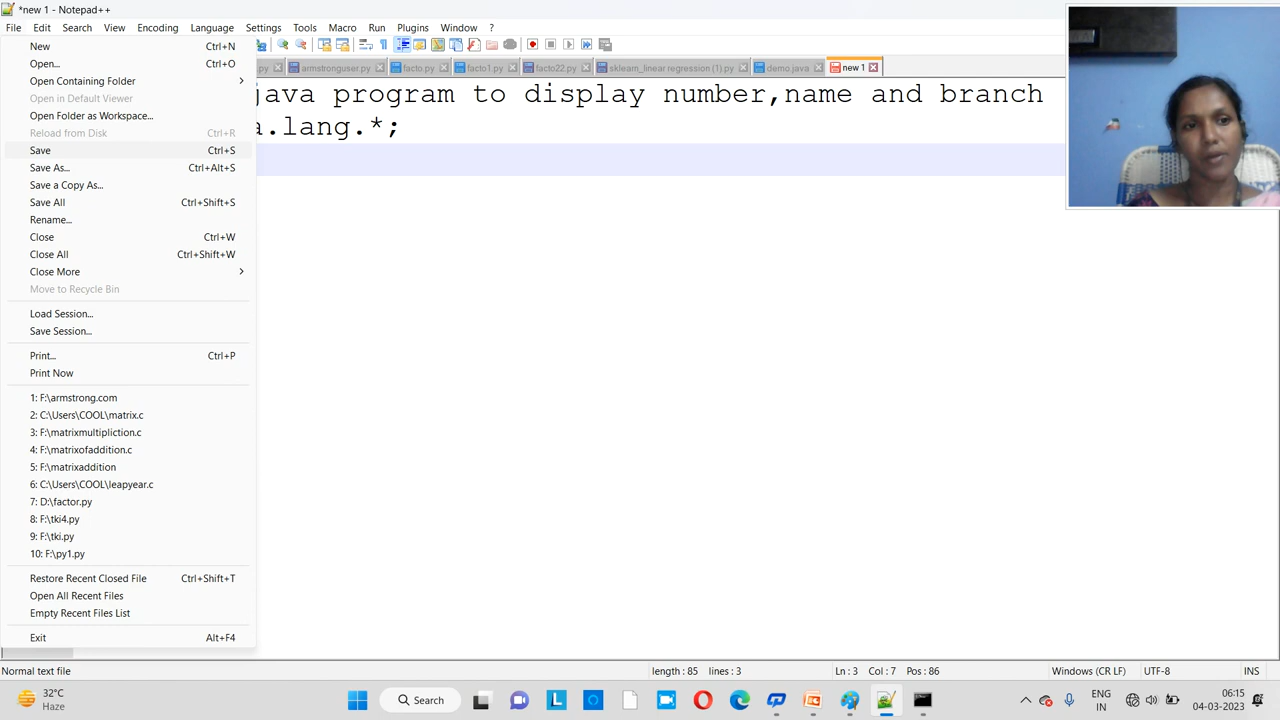 *new 1 - Notepad++
File Edit Search View Encoding Language Settings Tools Macro Run Plugins Window ?
New Ctrl+N
Open... Ctrl+O
Open Containing Folder
Open in Default Viewer
Open Folder as Workspace...
Reload from Disk Ctrl+R
Save Ctrl+S
Save As... Ctrl+Alt+S
Save a Copy As...
Save All Ctrl+Shift+S
Rename...
Close Ctrl+W
Close All Ctrl+Shift+W
Close More
Move to Recycle Bin
Load Session...
Save Session...
Print... Ctrl+P
Print Now
1: F:\armstrong.com
2: C:\Users\COOL\matrix.c
3: F:\matrixmultipliction.c
4: F:\matrixofaddition.c
5: F:\matrixaddition
6: C:\Users\COOL\leapyear.c
7: D:\factor.py
8: F:\tki4.py
9: F:\tki.py
10: F:\py1.py
Restore Recent Closed File Ctrl+Shift+T
Open All Recent Files
Empty Recent Files List
Exit Alt+F4
.py armstronguser.py facto.py facto1.py facto22.py sklearn_linear regression (1).py demo.java new 1
java program to display number,name and branch
a.lang.*;
Normal text file length : 85 lines : 3 Ln : 3 Col : 7 Pos : 86 Windows (CR LF) UTF-8 INS
32°C
Haze
Search
ENG
IN
06:15
04-03-2023